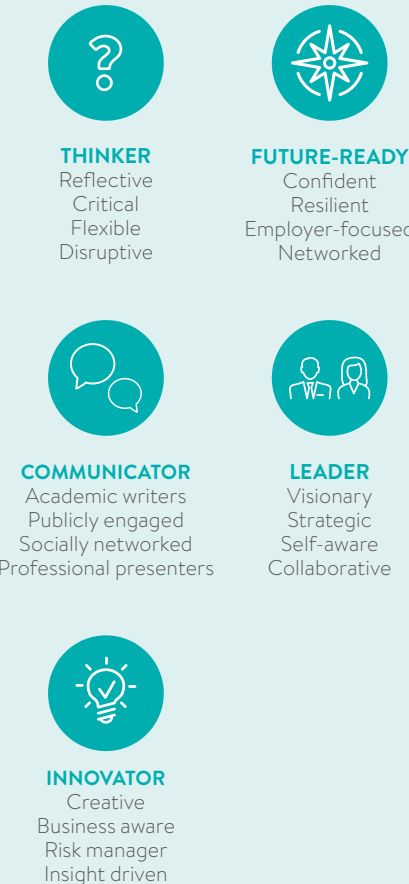 THINKER
Reflective
Critical
Flexible
Disruptive
FUTURE-READY
Confident
Resilient
Employer-focused
Networked
COMMUNICATOR
Academic writers
Publicly engaged
Socially networked
Professional presenters
LEADER
Visionary
Strategic
Self-aware
Collaborative
INNOVATOR
Creative
Business aware
Risk manager
Insight driven